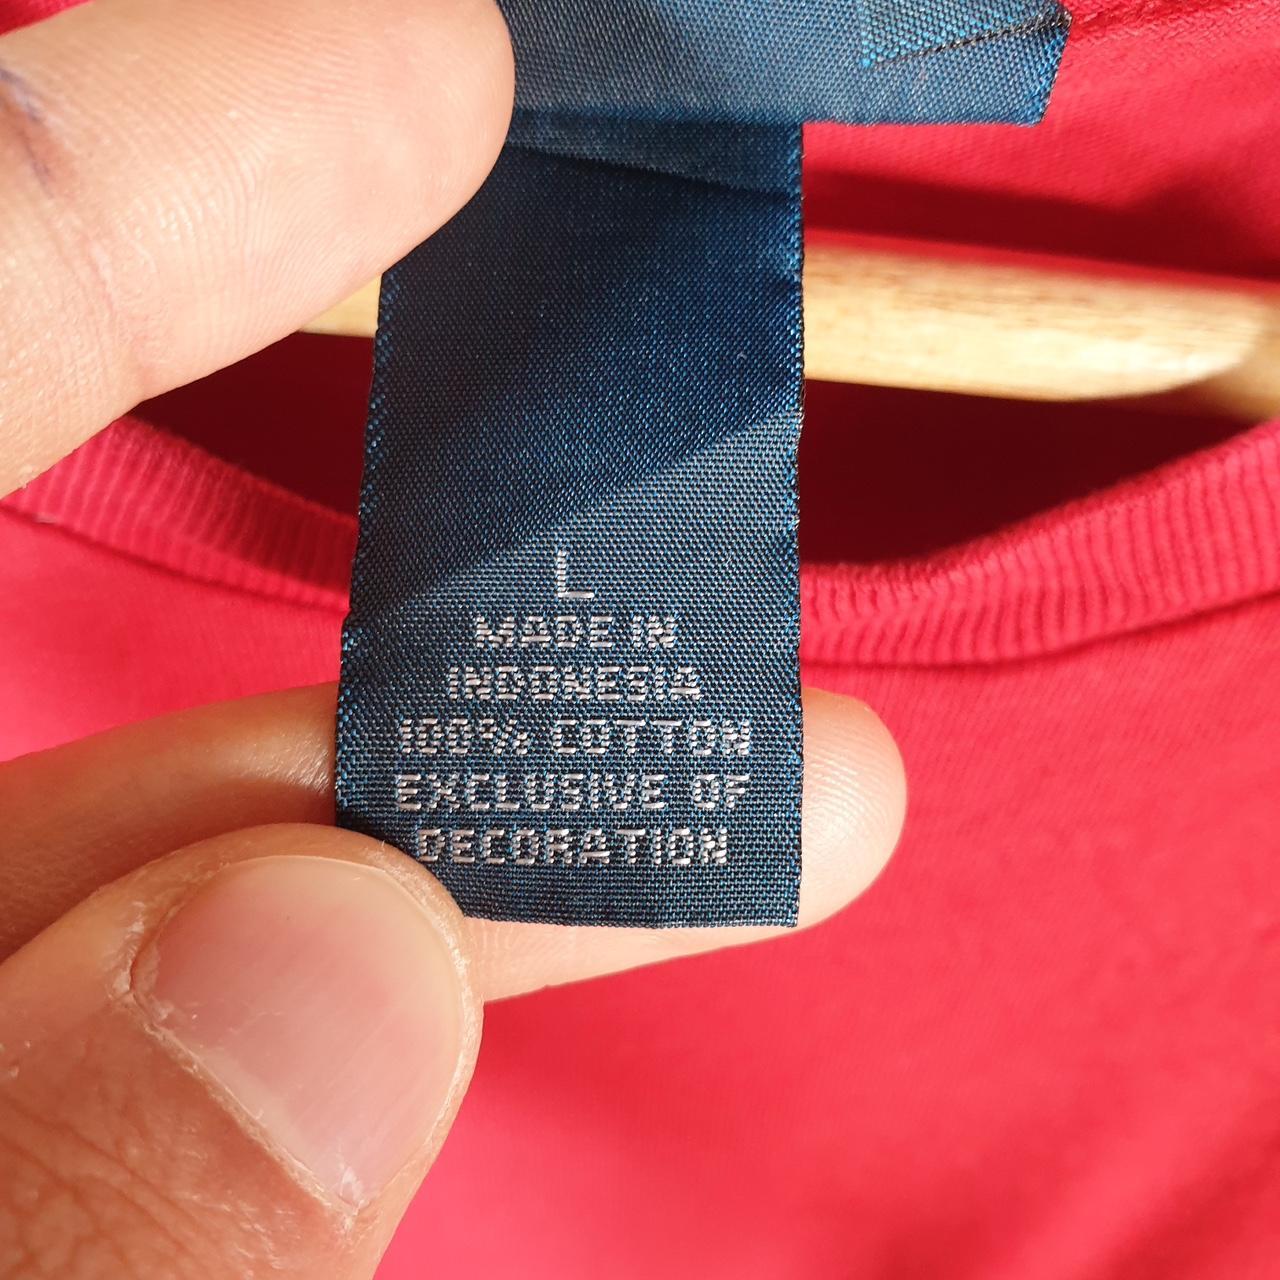 L
MADE IN
INDONESIA
100% COTTON
EXCLUSIVE OF
DECORATION